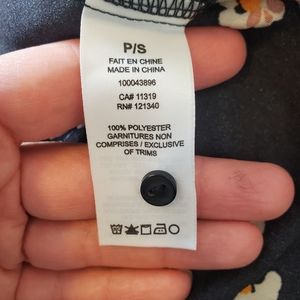 P/S
FAIT EN CHINE
MADE IN CHINA
100043896
CA# 11319
RN# 121340
100% POLYESTER
GARNITURES NON
COMPRISES / EXCLUSIVE
OF TRIMS